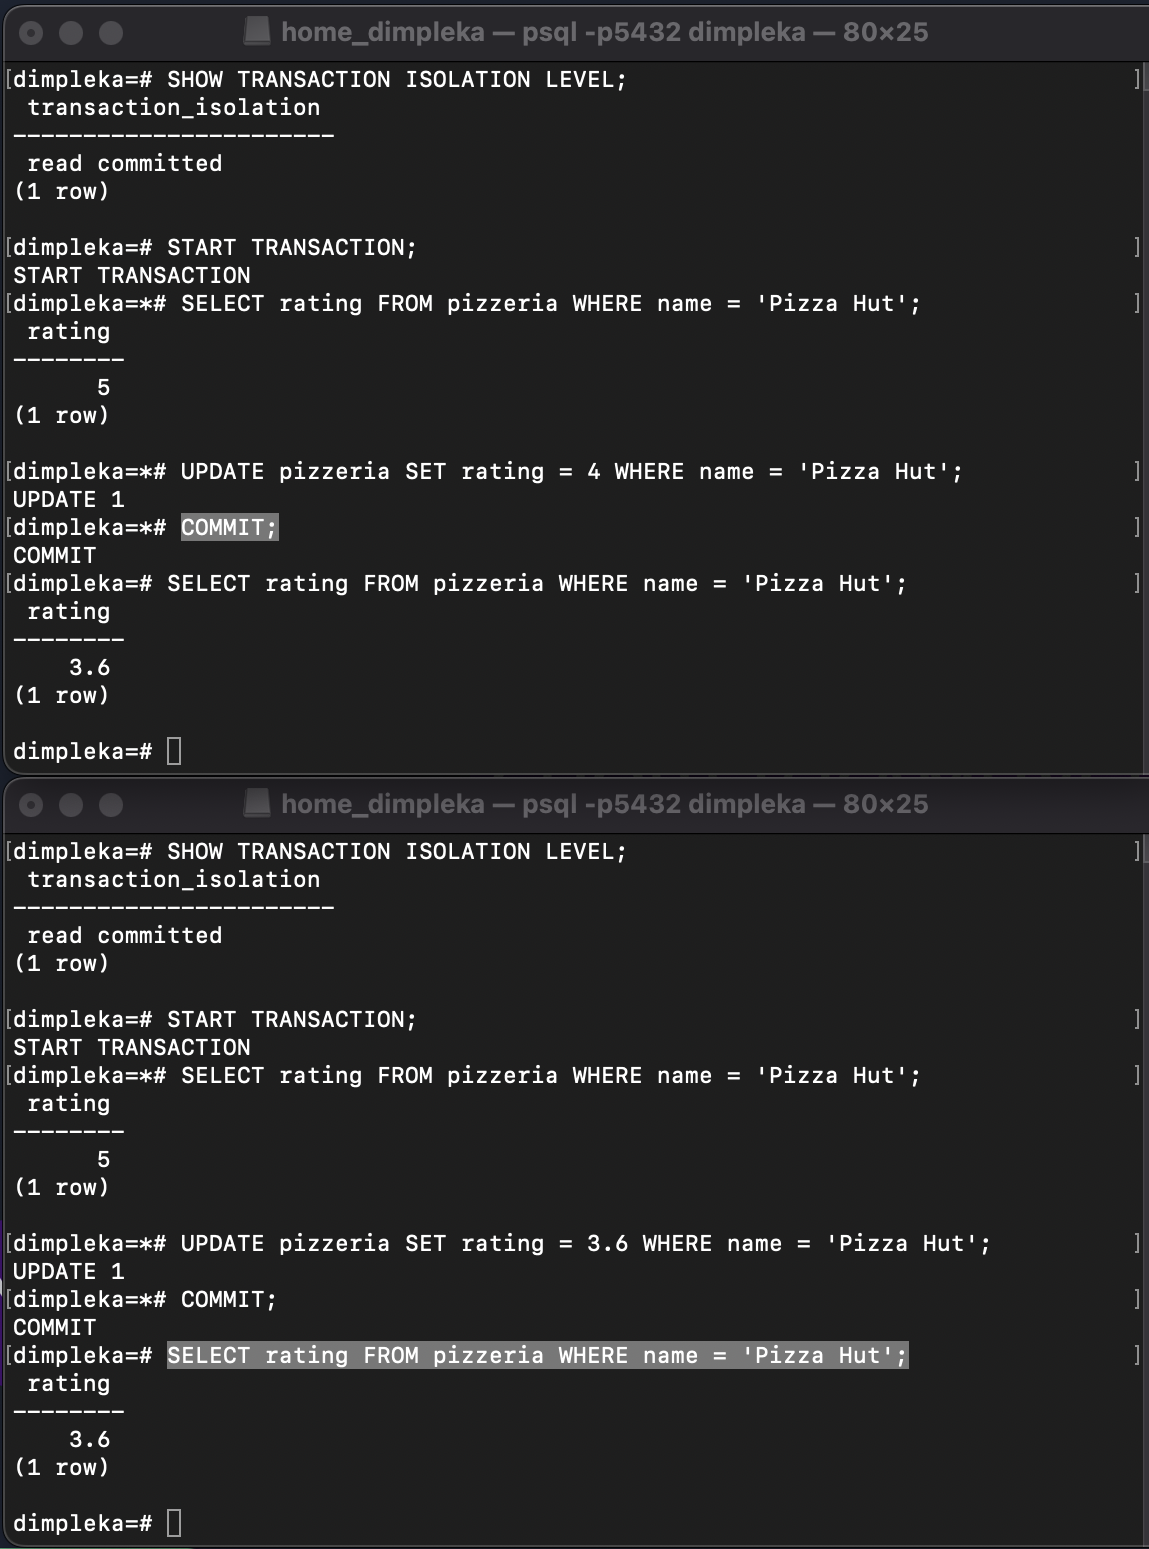 home_dimpleka — psql -p5432 dimpleka — 80×25
[dimpleka=# SHOW TRANSACTION ISOLATION LEVEL; ]
transaction_isolation
-----------------------
read committed
(1 row)
[dimpleka=# START TRANSACTION; ]
START TRANSACTION
[dimpleka=*# SELECT rating FROM pizzeria WHERE name = 'Pizza Hut'; ]
rating
--------
5
(1 row)
[dimpleka=*# UPDATE pizzeria SET rating = 4 WHERE name = 'Pizza Hut'; ]
UPDATE 1
[dimpleka=*# COMMIT; ]
COMMIT
[dimpleka=# SELECT rating FROM pizzeria WHERE name = 'Pizza Hut'; ]
rating
--------
3.6
(1 row)
dimpleka=#
home_dimpleka — psql -p5432 dimpleka — 80×25
[dimpleka=# SHOW TRANSACTION ISOLATION LEVEL; ]
transaction_isolation
-----------------------
read committed
(1 row)
[dimpleka=# START TRANSACTION; ]
START TRANSACTION
[dimpleka=*# SELECT rating FROM pizzeria WHERE name = 'Pizza Hut'; ]
rating
--------
5
(1 row)
[dimpleka=*# UPDATE pizzeria SET rating = 3.6 WHERE name = 'Pizza Hut'; ]
UPDATE 1
[dimpleka=*# COMMIT; ]
COMMIT
[dimpleka=# SELECT rating FROM pizzeria WHERE name = 'Pizza Hut'; ]
rating
--------
3.6
(1 row)
dimpleka=#